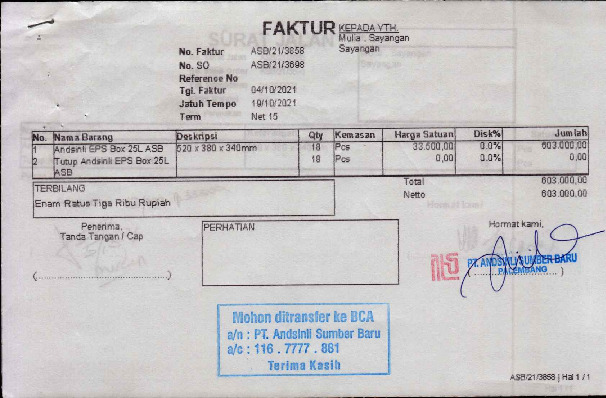 FAKTUR
KEPADA YTH.
Mulia . Sayangan
Sayangan
No. Faktur ASB/21/3858
No. SO ASB/21/3698
Reference No
Tgl. Faktur 04/10/2021
Jatuh Tempo 19/10/2021
Term Net 15
No. Nama Barang Deskripsi Qty Kemasan Harga Satuan Disk% Jumlah
1 Andsinli EPS Box 25L ASB 520 x 380 x 340mm 18 Pcs 33.500,00 0.0% 603.000,00
2 Tutup Andsinli EPS Box 25L ASB 18 Pcs 0,00 0.0% 0,00
Total 603.000,00
Netto 603.000,00
TERBILANG
Enam Ratus Tiga Ribu Rupiah
Penerima,
Tanda Tangan / Cap
(..............................)
PERHATIAN
Hormat kami,
PT. ANDSINLI SUMBER BARU
PALEMBANG
(..............................)
Mohon ditransfer ke BCA
a/n : PT. Andsinli Sumber Baru
a/c : 116 . 7777 . 881
Terima Kasih
ASB/21/3858 | Hal 1 / 1